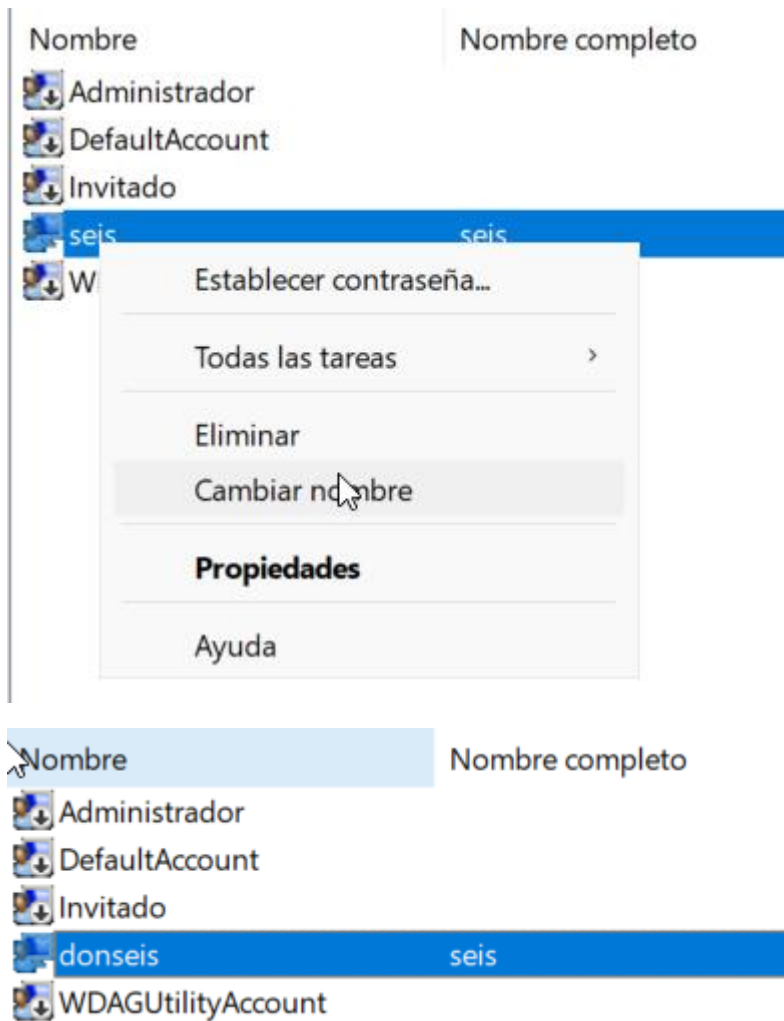 Nombre Nombre completo
Administrador
DefaultAccount
Invitado
seis seis
W
Establecer contraseña...
Todas las tareas
Eliminar
Cambiar nombre
Propiedades
Ayuda
Nombre Nombre completo
Administrador
DefaultAccount
Invitado
donseis seis
WDAGUtilityAccount